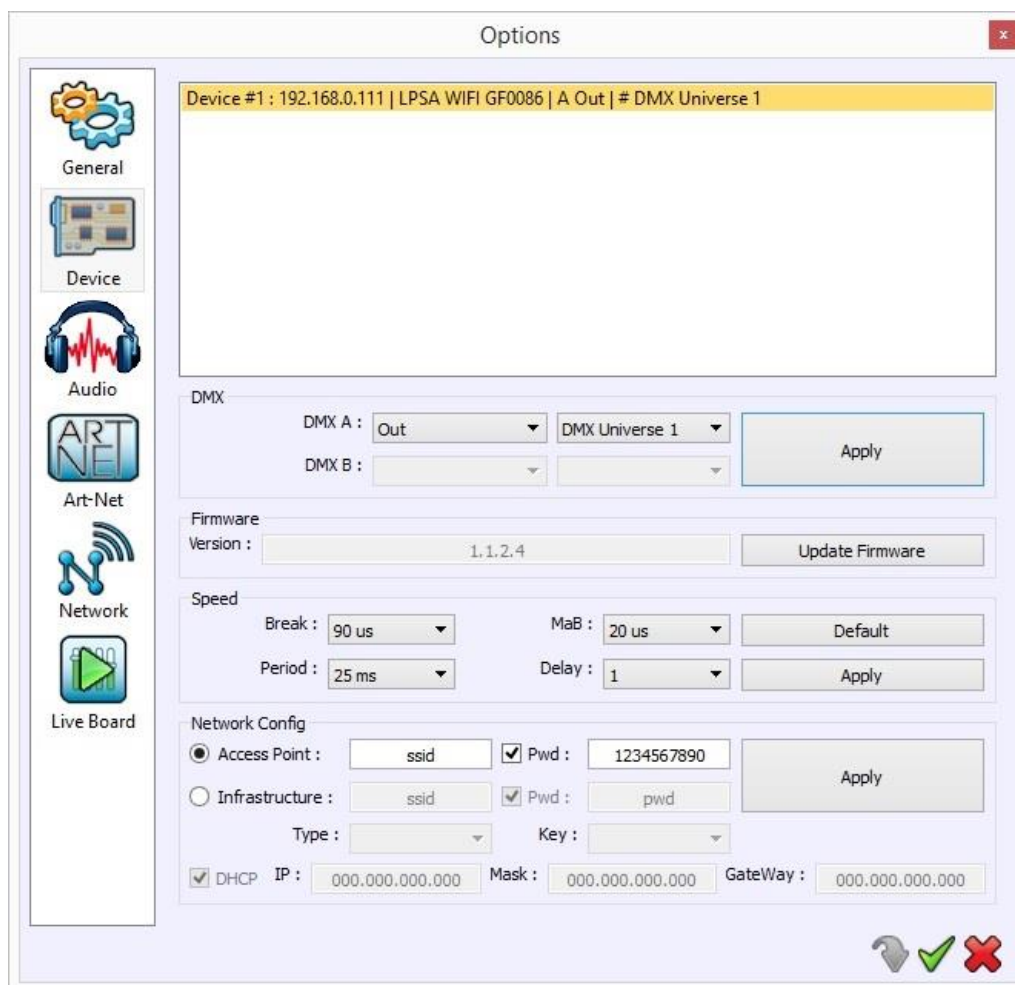 Options
x
General
Device
Audio
ART
NET
Art-Net
Network
Live Board
Device #1 : 192.168.0.111 | LPSA WIFI GF0086 | A Out | # DMX Universe 1
DMX
DMX A : Out DMX Universe 1 Apply
DMX B :
Firmware
Version : 1.1.2.4 Update Firmware
Speed
Break : 90 us MaB : 20 us Default
Period : 25 ms Delay : 1 Apply
Network Config
Access Point : ssid Pwd : 1234567890 Apply
Infrastructure : ssid Pwd : pwd
Type : Key :
DHCP IP : 000.000.000.000 Mask : 000.000.000.000 GateWay : 000.000.000.000